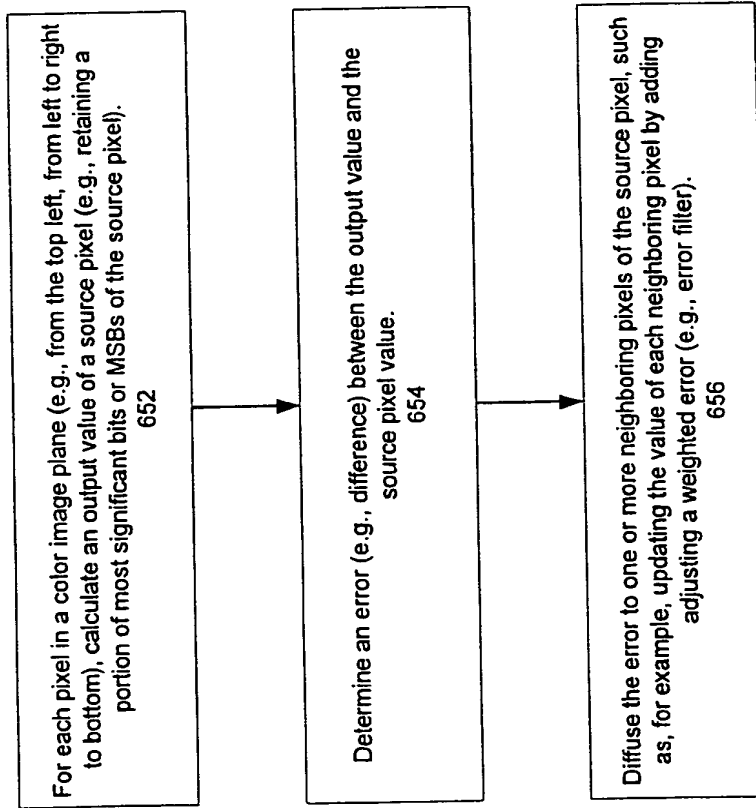 For each pixel in a color image plane (e.g., from the top left, from left to right
to bottom), calculate an output value of a source pixel (e.g., retaining a
portion of most significant bits or MSBs of the source pixel).
652
Determine an error (e.g., difference) between the output value and the
source pixel value.
654
Diffuse the error to one or more neighboring pixels of the source pixel, such
as, for example, updating the value of each neighboring pixel by adding
adjusting a weighted error (e.g., error filter).
656